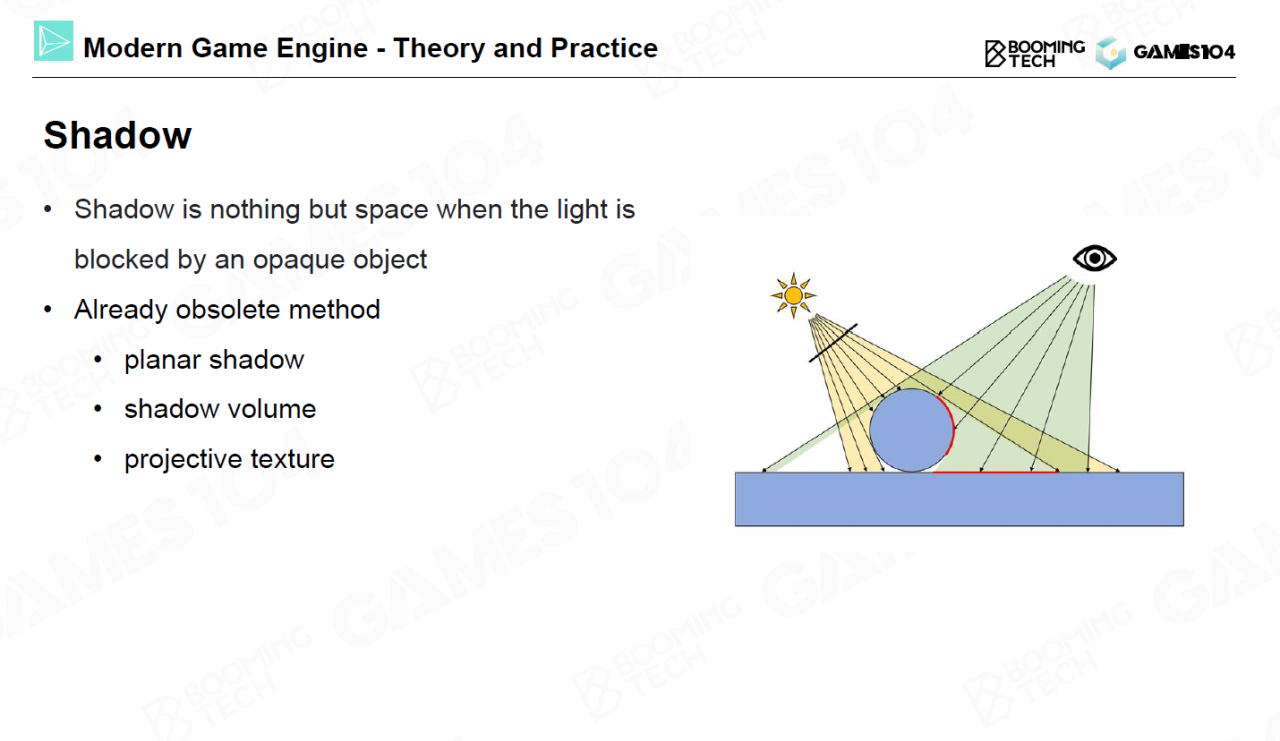 Modern Game Engine - Theory and Practice
BOOMING
TECH
GAMES104
Shadow
• Shadow is nothing but space when the light is
blocked by an opaque object
• Already obsolete method
• planar shadow
• shadow volume
• projective texture